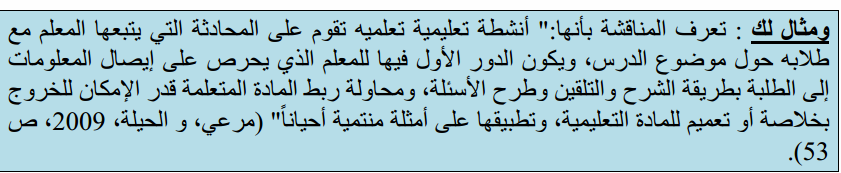 ومثال لك : تعرف المناقشة بأنها:" أنشطة تعليمية تعلميه تقوم على المحادثة التي يتبعها المعلم مع
طلابه حول موضوع الدرس، ويكون الدور الأول فيها للمعلم الذي يحرص على إيصال المعلومات
إلى الطلبة بطريقة الشرح والتلقين وطرح الأسئلة، ومحاولة ربط المادة المتعلمة قدر الإمكان للخروج
بخلاصة أو تعميم للمادة التعليمية، وتطبيقها على أمثلة منتمية أحياناً" (مرعي، و الحيلة، 2009، ص
53).